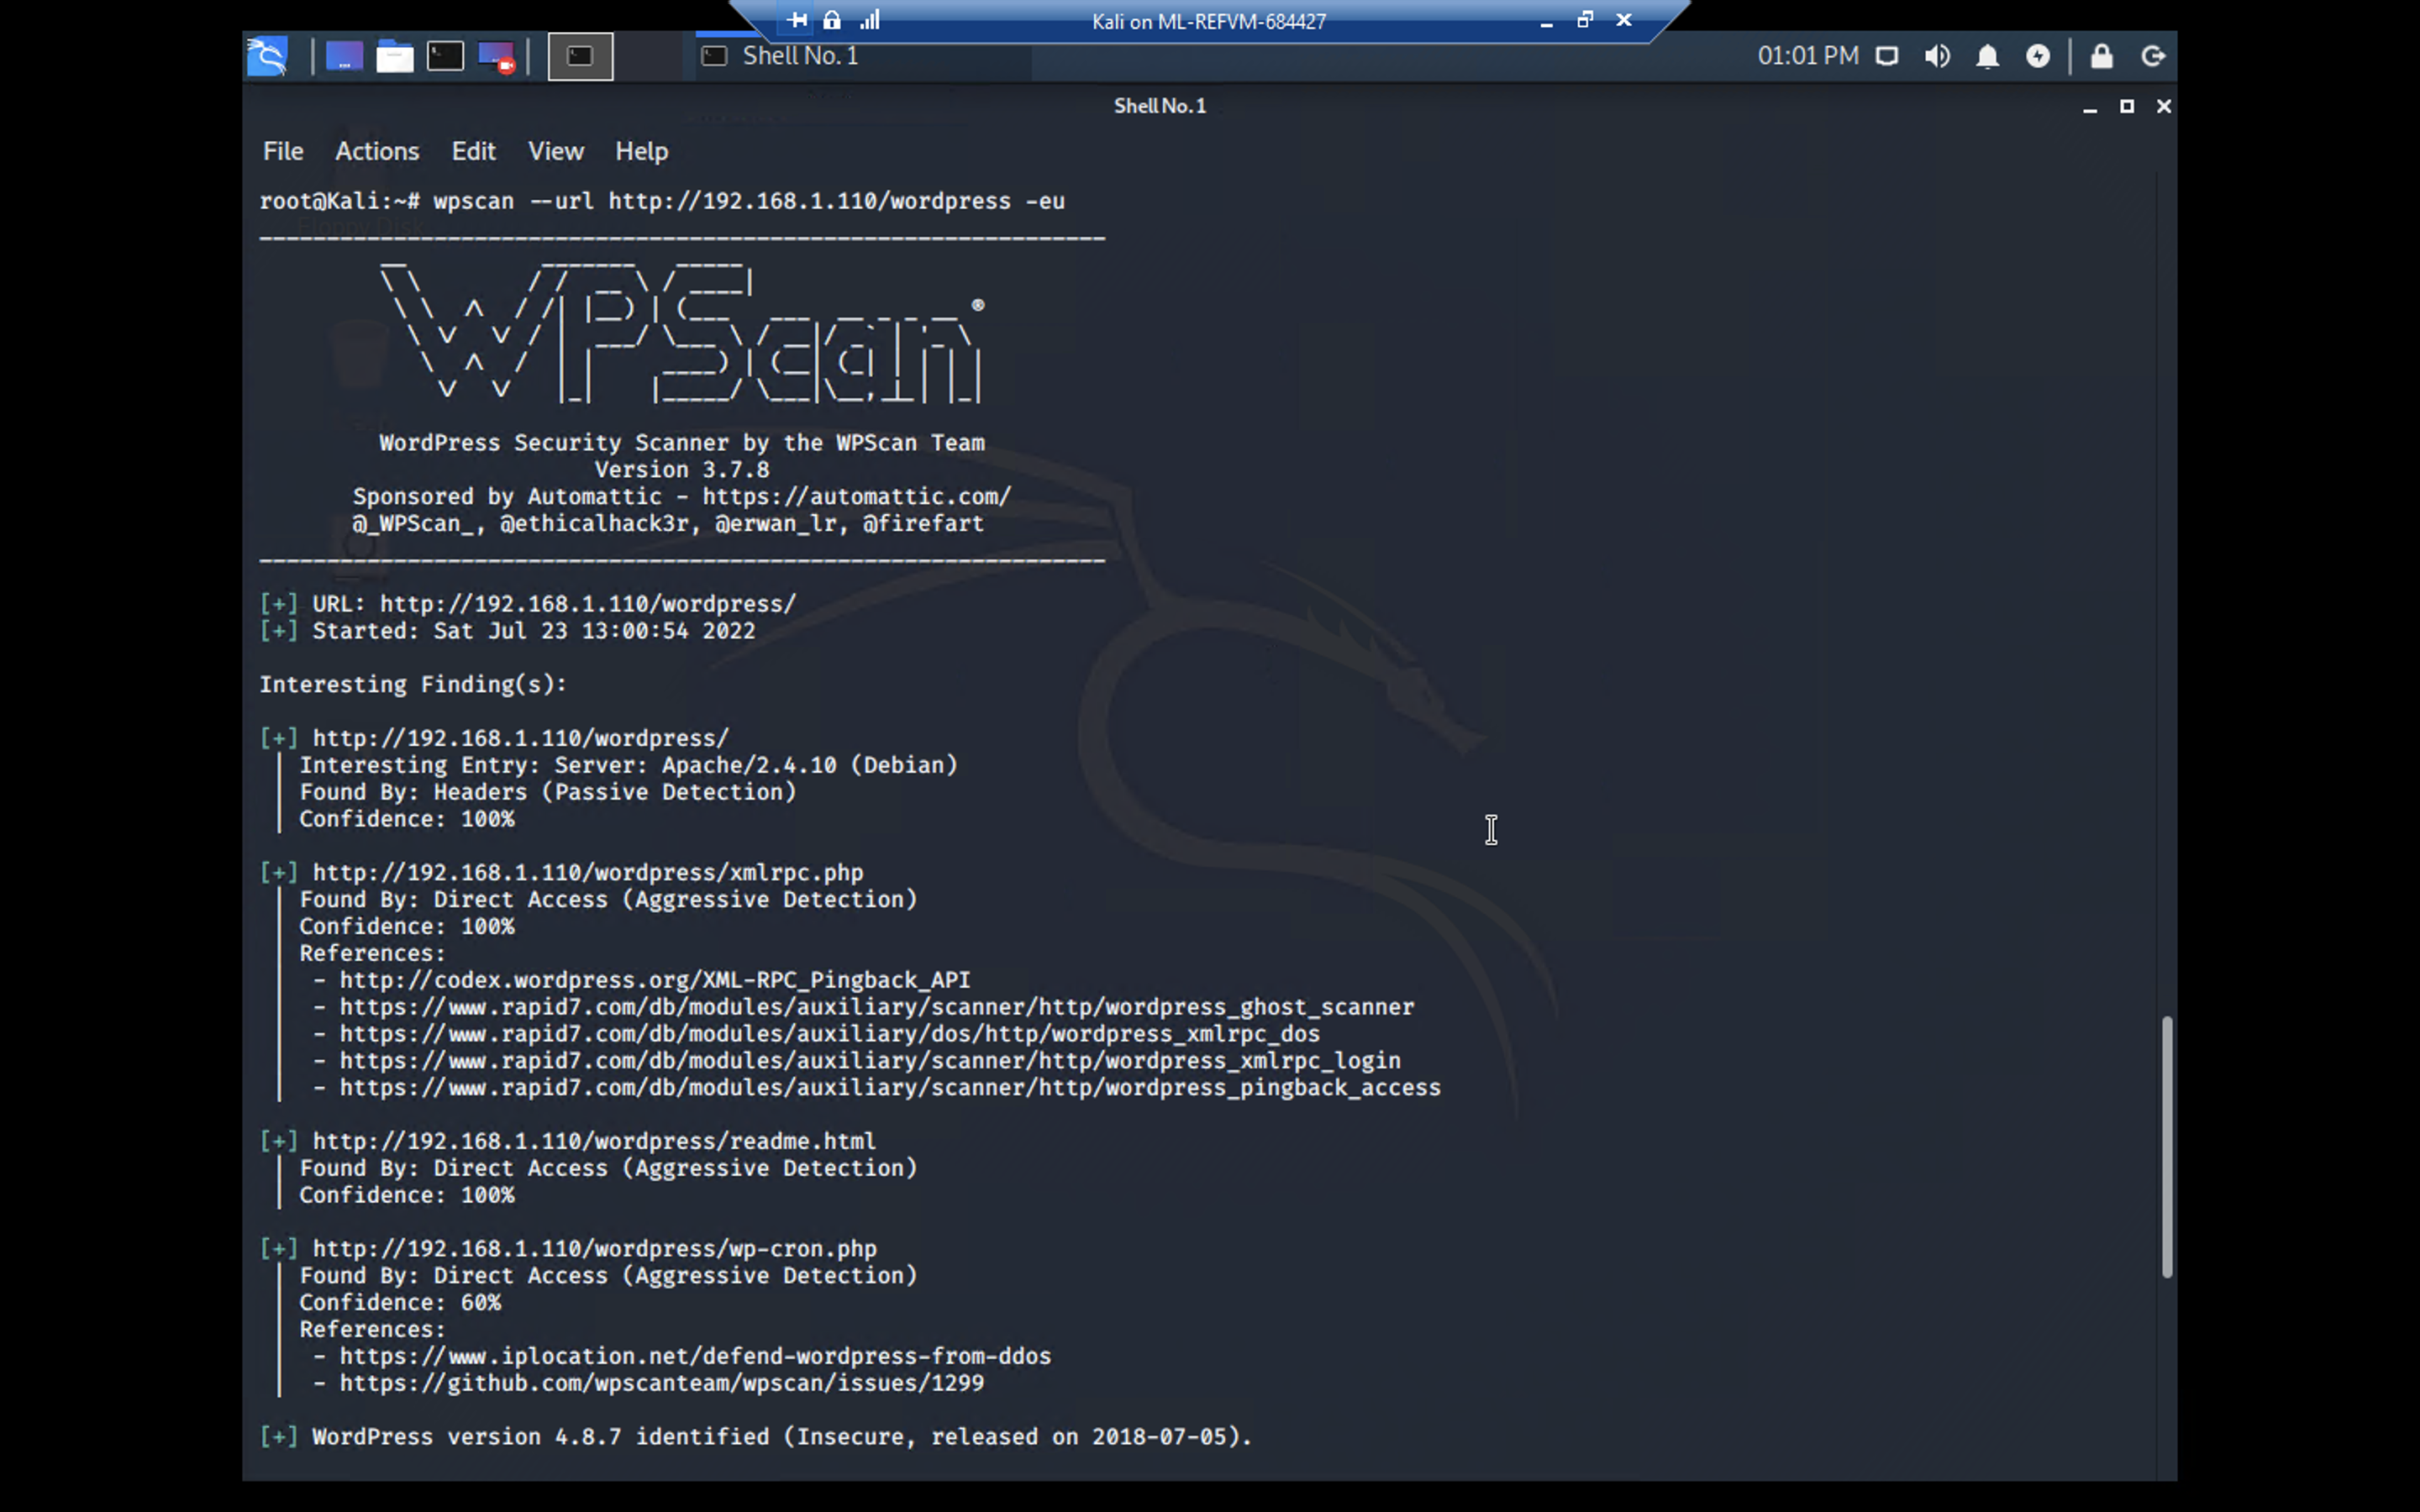 Kali on ML-REFVM-684427
Shell No. 1
01:01 PM
Shell No. 1
File Actions Edit View Help
root@Kali:~# wpscan --url http://192.168.1.110/wordpress -eu
WPScan ®
WordPress Security Scanner by the WPScan Team
Version 3.7.8
Sponsored by Automattic - https://automattic.com/
@_WPScan_, @ethicalhack3r, @erwan_lr, @firefart
[+] URL: http://192.168.1.110/wordpress/
[+] Started: Sat Jul 23 13:00:54 2022
Interesting Finding(s):
[+] http://192.168.1.110/wordpress/
| Interesting Entry: Server: Apache/2.4.10 (Debian)
| Found By: Headers (Passive Detection)
| Confidence: 100%
[+] http://192.168.1.110/wordpress/xmlrpc.php
| Found By: Direct Access (Aggressive Detection)
| Confidence: 100%
| References:
| - http://codex.wordpress.org/XML-RPC_Pingback_API
| - https://www.rapid7.com/db/modules/auxiliary/scanner/http/wordpress_ghost_scanner
| - https://www.rapid7.com/db/modules/auxiliary/dos/http/wordpress_xmlrpc_dos
| - https://www.rapid7.com/db/modules/auxiliary/scanner/http/wordpress_xmlrpc_login
| - https://www.rapid7.com/db/modules/auxiliary/scanner/http/wordpress_pingback_access
[+] http://192.168.1.110/wordpress/readme.html
| Found By: Direct Access (Aggressive Detection)
| Confidence: 100%
[+] http://192.168.1.110/wordpress/wp-cron.php
| Found By: Direct Access (Aggressive Detection)
| Confidence: 60%
| References:
| - https://www.iplocation.net/defend-wordpress-from-ddos
| - https://github.com/wpscanteam/wpscan/issues/1299
[+] WordPress version 4.8.7 identified (Insecure, released on 2018-07-05).